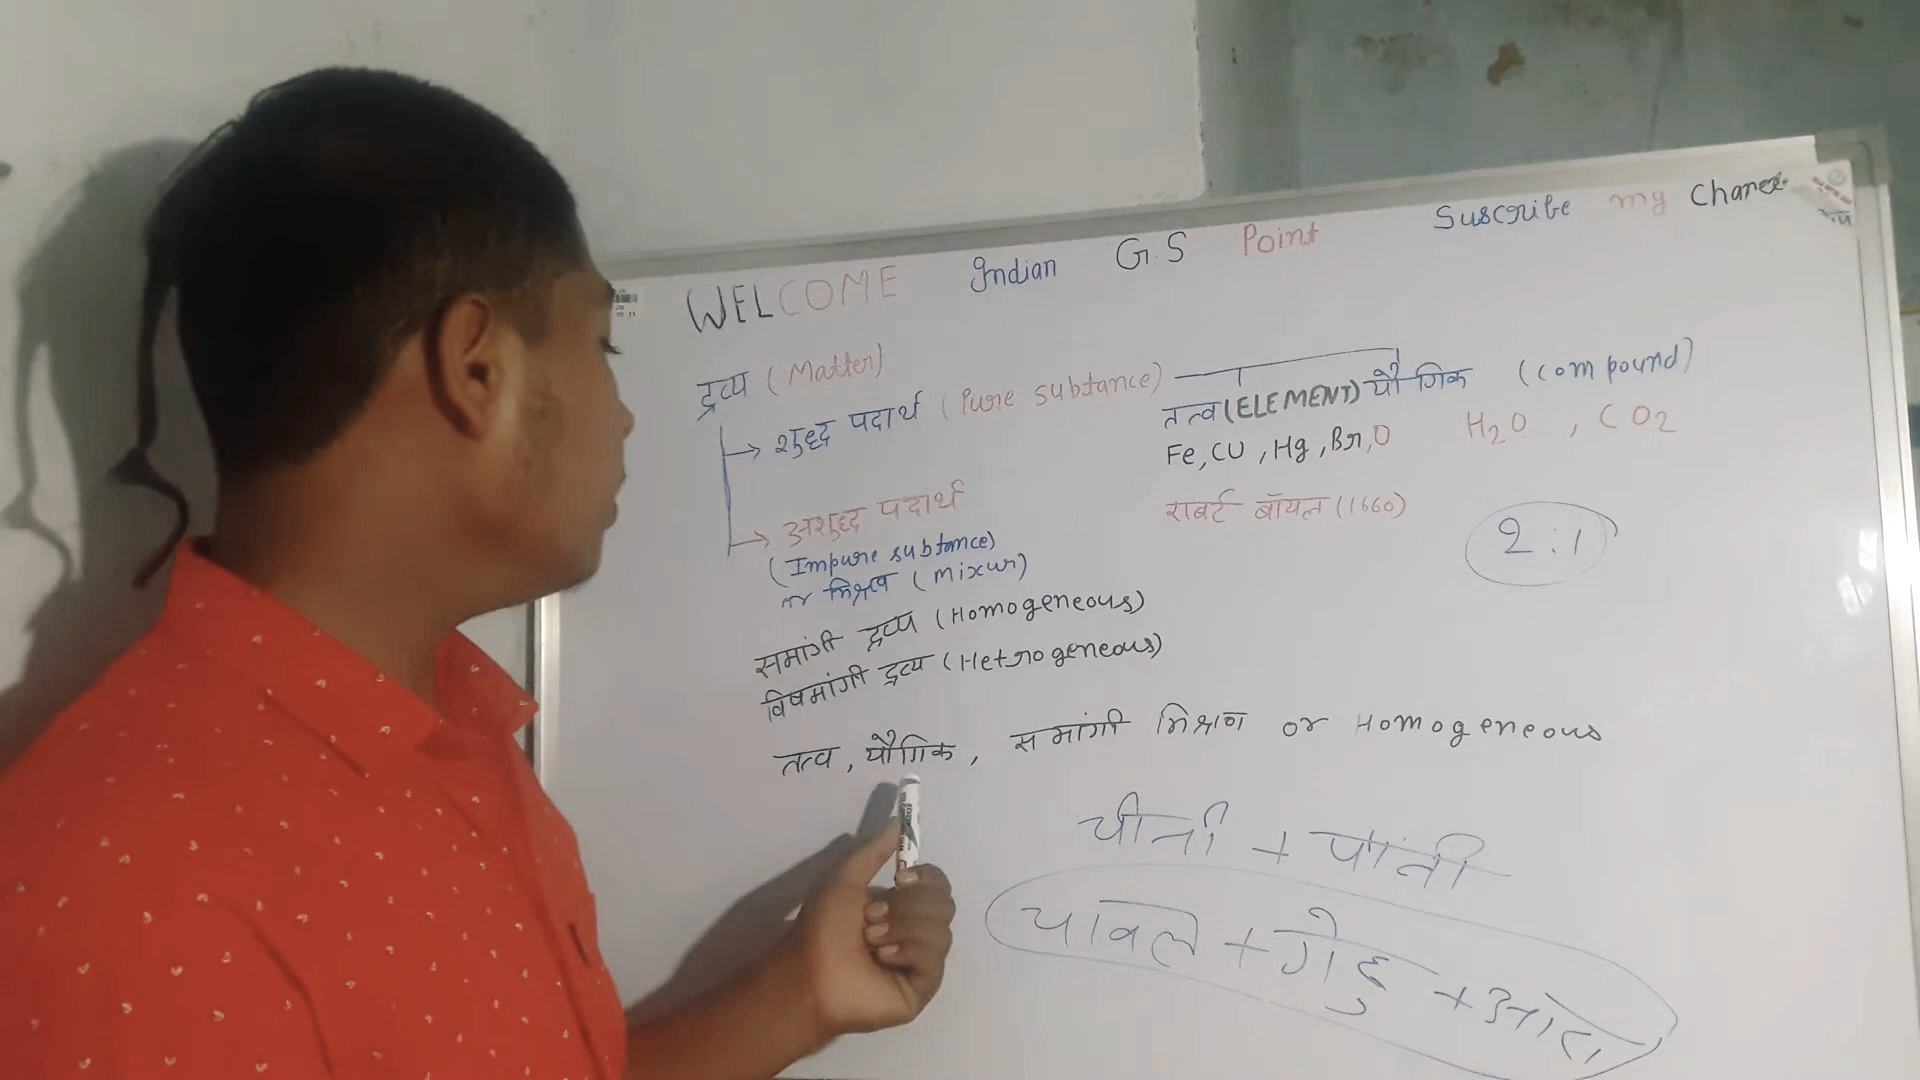 WELCOME Indian G.S Point Suscribe my Chanel
द्रव्य (Matter)
→ शुद्ध पदार्थ (Pure subtance)
तत्व (ELEMENT) यौगिक (compound)
Fe, CU, Hg, Br, O H2O, CO2
→ अशुद्ध पदार्थ
राबर्ट बॉयल (1660)
2:1
(Impure subtance)
or मिश्रण (mixur)
समांगी द्रव्य (Homogeneous)
विषमांगी द्रव्य (Hetrogeneous)
तत्व, यौगिक, समांगी मिश्रण or Homogeneous
चीनी + पानी
चावल + गेहु +